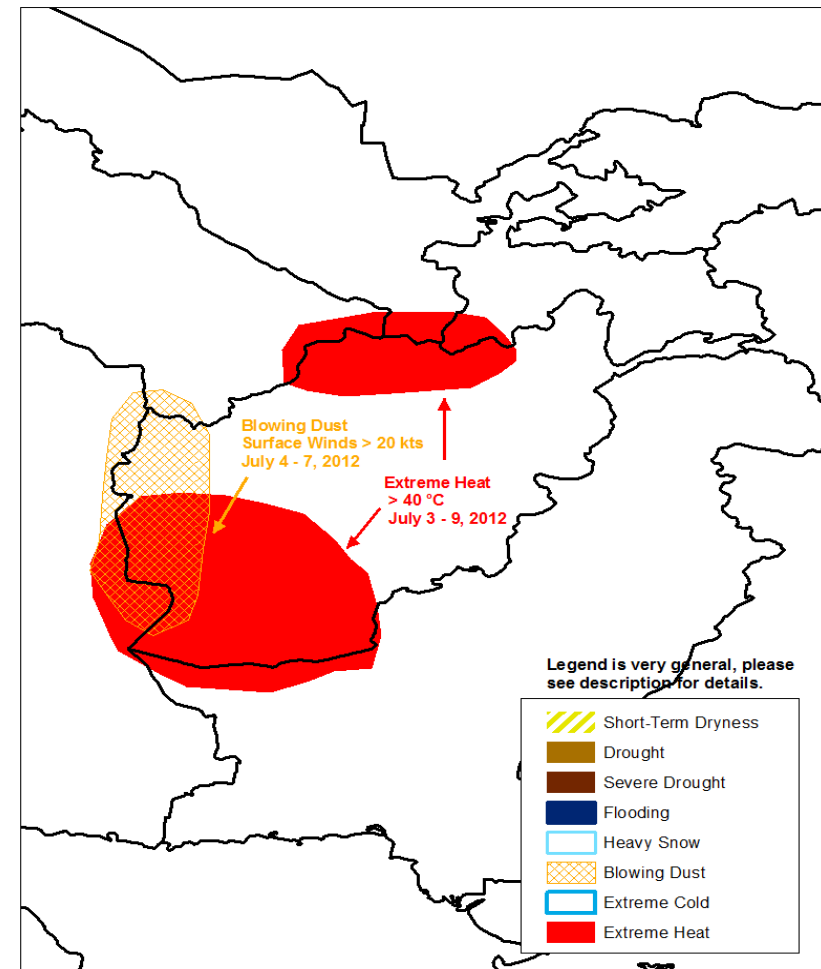 Blowing Dust
Surface Winds > 20 kts
July 4 - 7, 2012
Extreme Heat
> 40 °C
July 3 - 9, 2012
Legend is very general, please
see description for details.
Short-Term Dryness
Drought
Severe Drought
Flooding
Heavy Snow
Blowing Dust
Extreme Cold
Extreme Heat